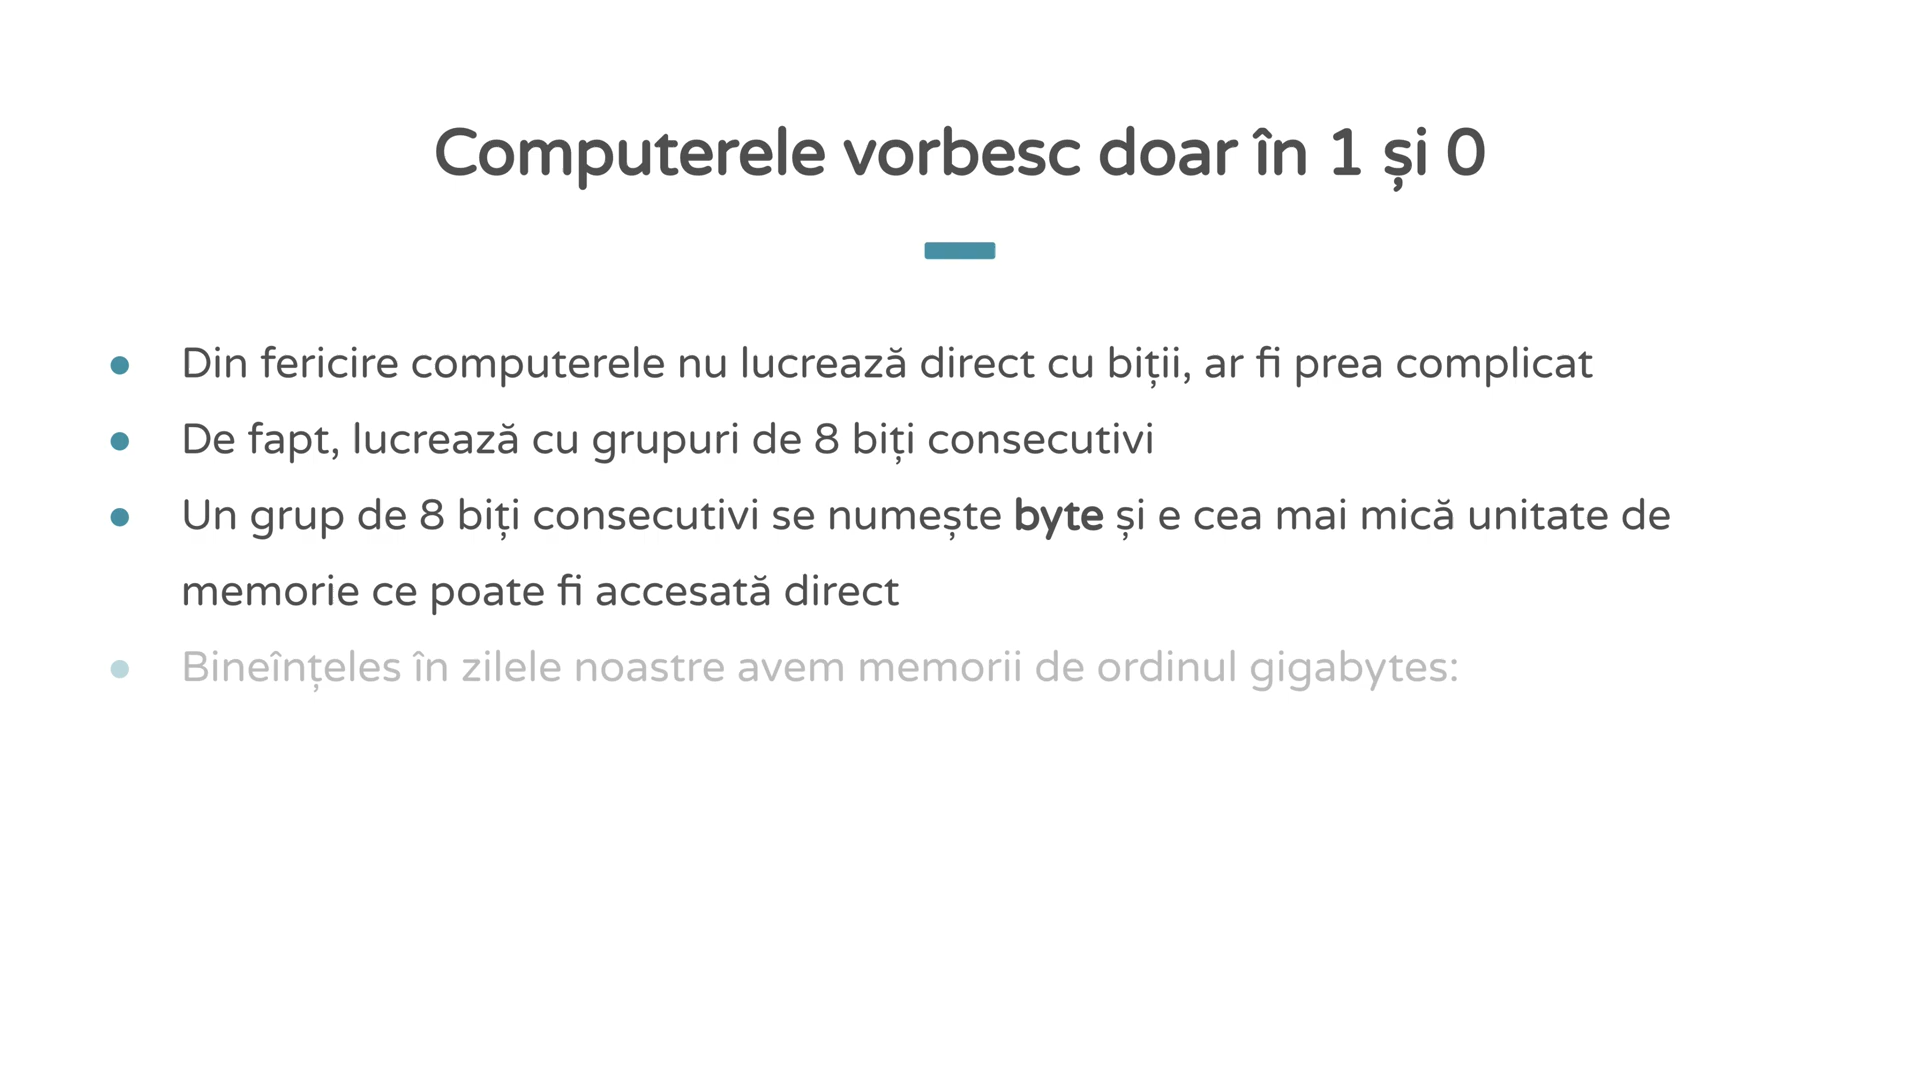 Computerele vorbesc doar în 1 și 0
● Din fericire computerele nu lucrează direct cu biții, ar fi prea complicat
● De fapt, lucrează cu grupuri de 8 biți consecutivi
● Un grup de 8 biți consecutivi se numește byte și e cea mai mică unitate de
memorie ce poate fi accesată direct
● Bineînțeles în zilele noastre avem memorii de ordinul gigabytes: